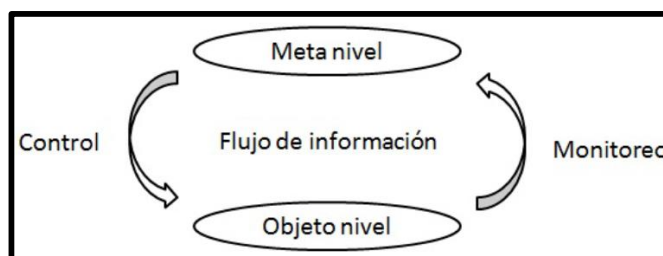 Meta nivel
Control
Flujo de información
Monitoreo
Objeto nivel